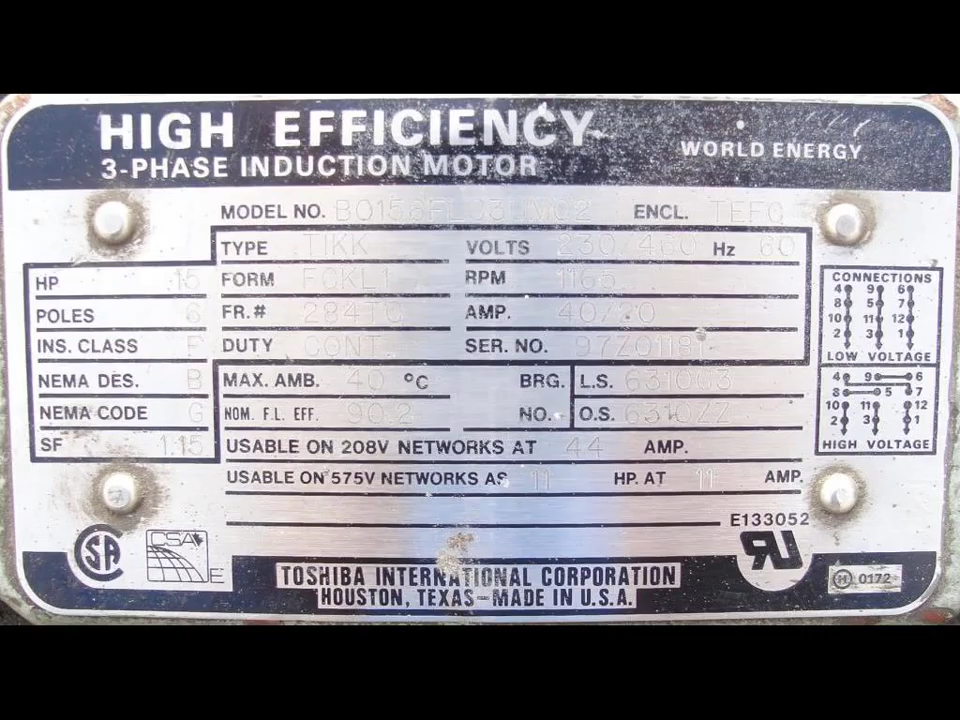 HIGH EFFICIENCY
3-PHASE INDUCTION MOTOR
WORLD ENERGY
MODEL NO. ENCL. TEFC
TYPE TIKK VOLTS 230/460 Hz 60
HP 15 FORM FCKL1 RPM 1165
POLES 6 FR.# 284TC AMP. 40/20
INS. CLASS F DUTY CONT. SER. NO.
NEMA DES. B MAX. AMB. 40 °C BRG. L.S. 6310C3
NEMA CODE G NOM. F.L. EFF. 90.2 NO. O.S. 6310ZZ
SF 1.15 USABLE ON 208V NETWORKS AT 44 AMP.
USABLE ON 575V NETWORKS AS 11 HP. AT 11 AMP.
CONNECTIONS
4 9 6
8 5 7
10 11 12
2 3 1
LOW VOLTAGE
4 9 6
8 5 7
10 11 12
2 3 1
HIGH VOLTAGE
E133052
SA
CSA
E
RU
TOSHIBA INTERNATIONAL CORPORATION
HOUSTON, TEXAS-MADE IN U.S.A.
H 0172